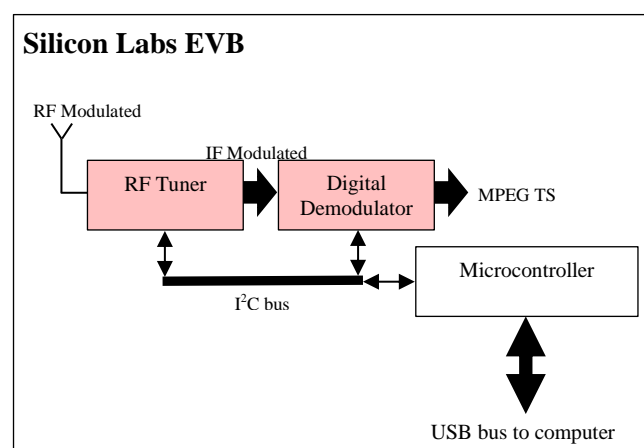 Silicon Labs EVB
RF Modulated
IF Modulated
RF Tuner
Digital
Demodulator
MPEG TS
Microcontroller
I²C bus
USB bus to computer